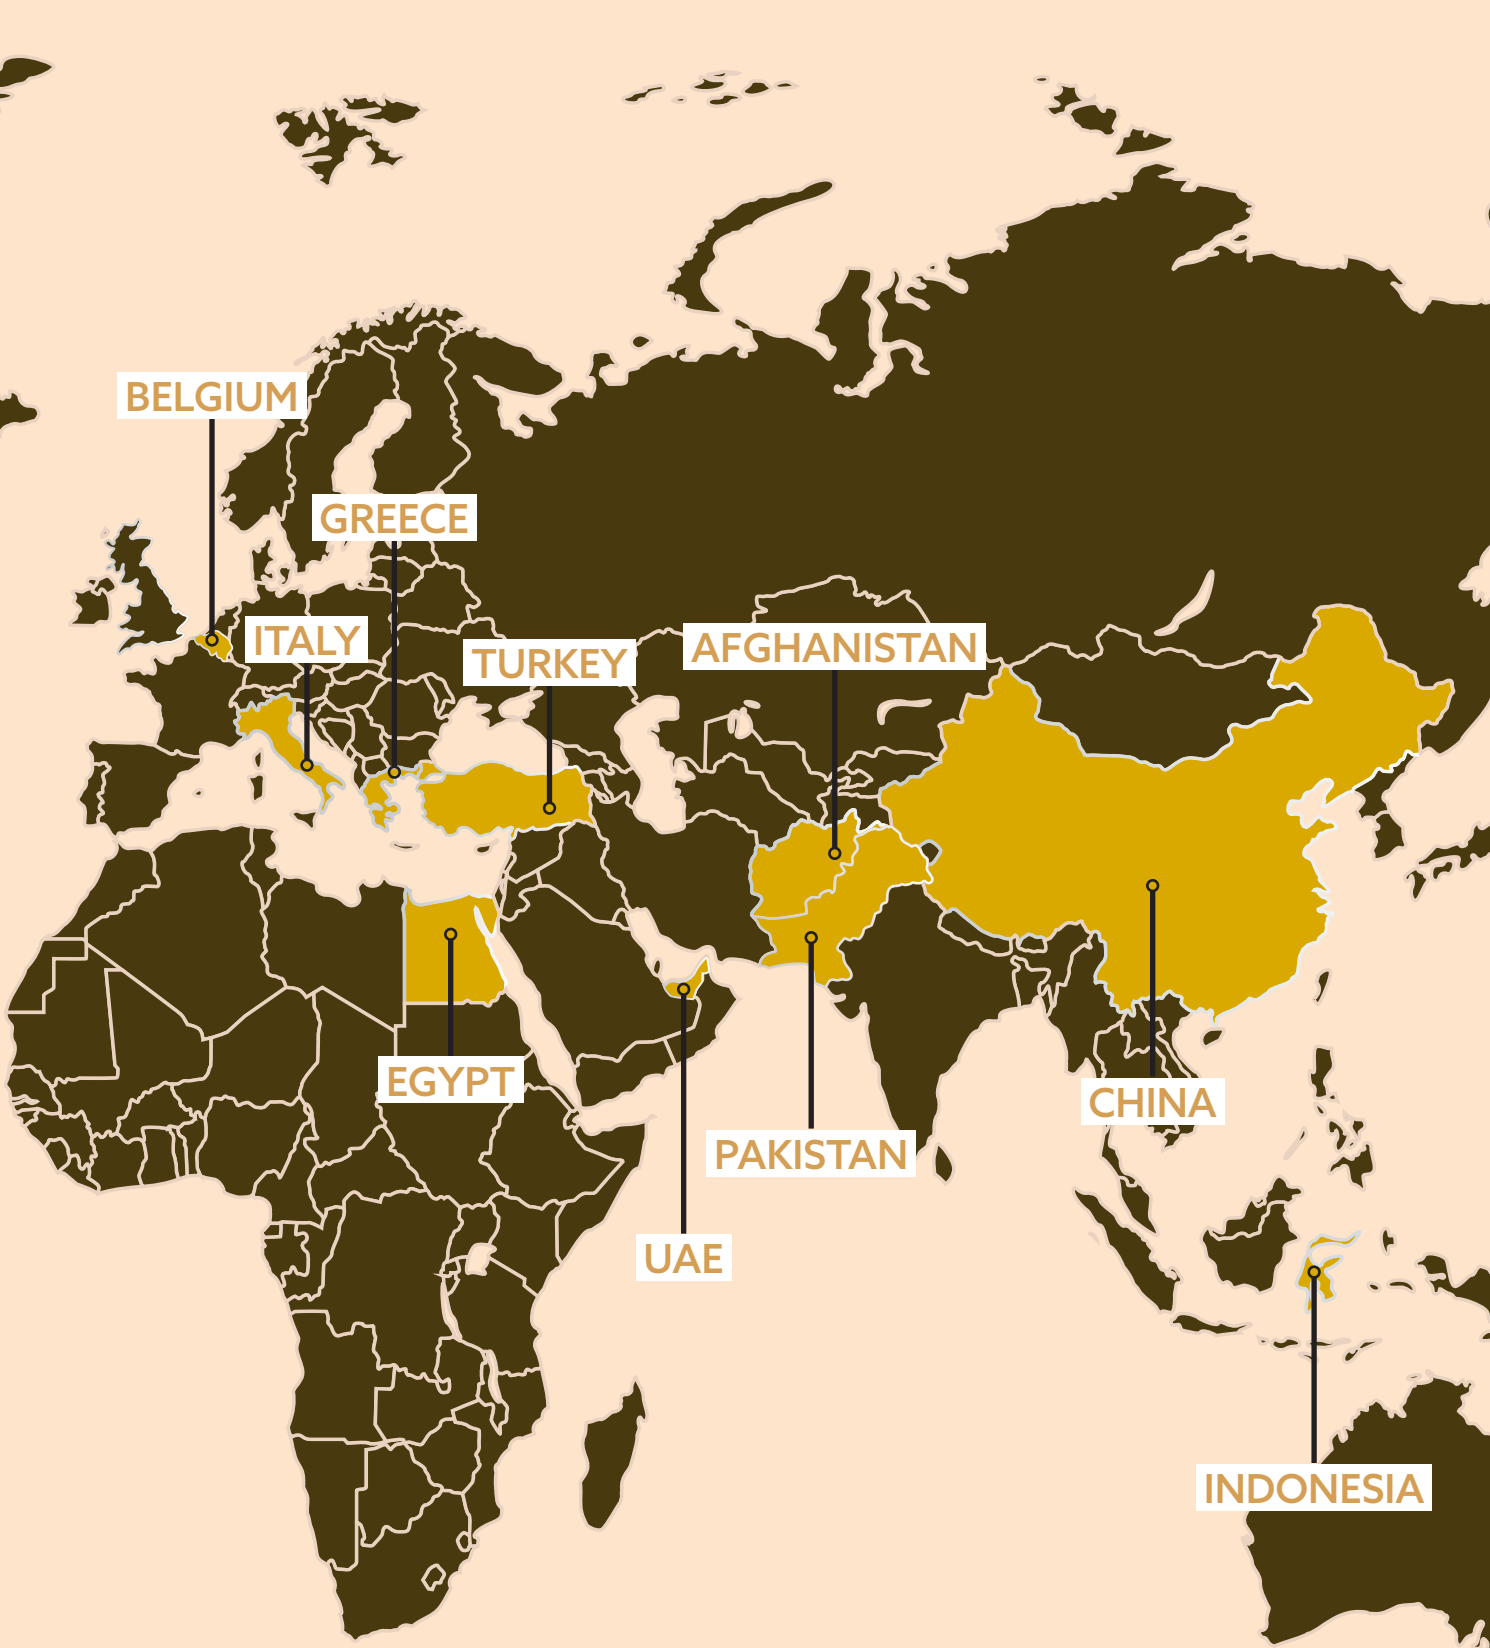 BELGIUM
GREECE
ITALY
TURKEY
AFGHANISTAN
EGYPT
CHINA
PAKISTAN
UAE
INDONESIA